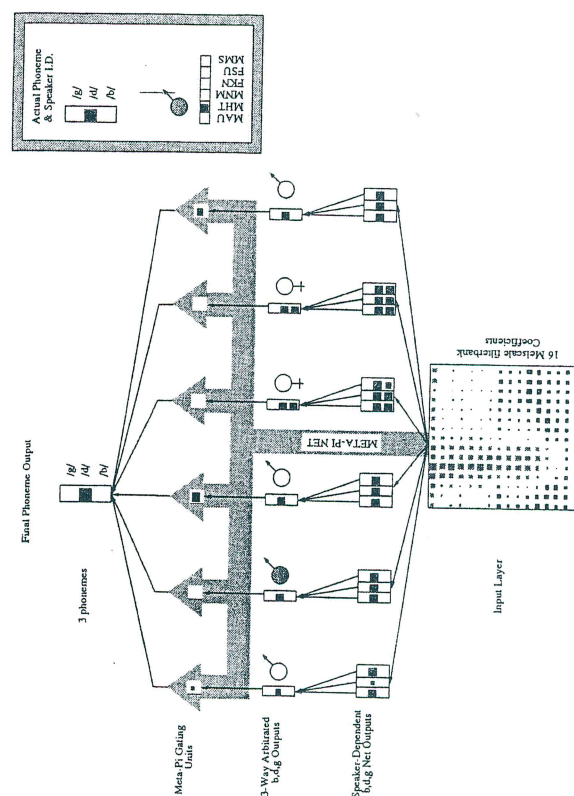 Actual Phoneme
& Speaker I.D.
/g/
/d/
/b/
MMS
FSU
FKN
MNM
MHT
MAU
Final Phoneme Output
/g/
/d/
/b/
3 phonemes
Meta-Pi Gating
Units
3-Way Arbitrated
b,d,g Outputs
META-PI NET
Speaker-Dependent
b,d,g Net Outputs
16 Melscale filterbank
Coefficients
Input Layer